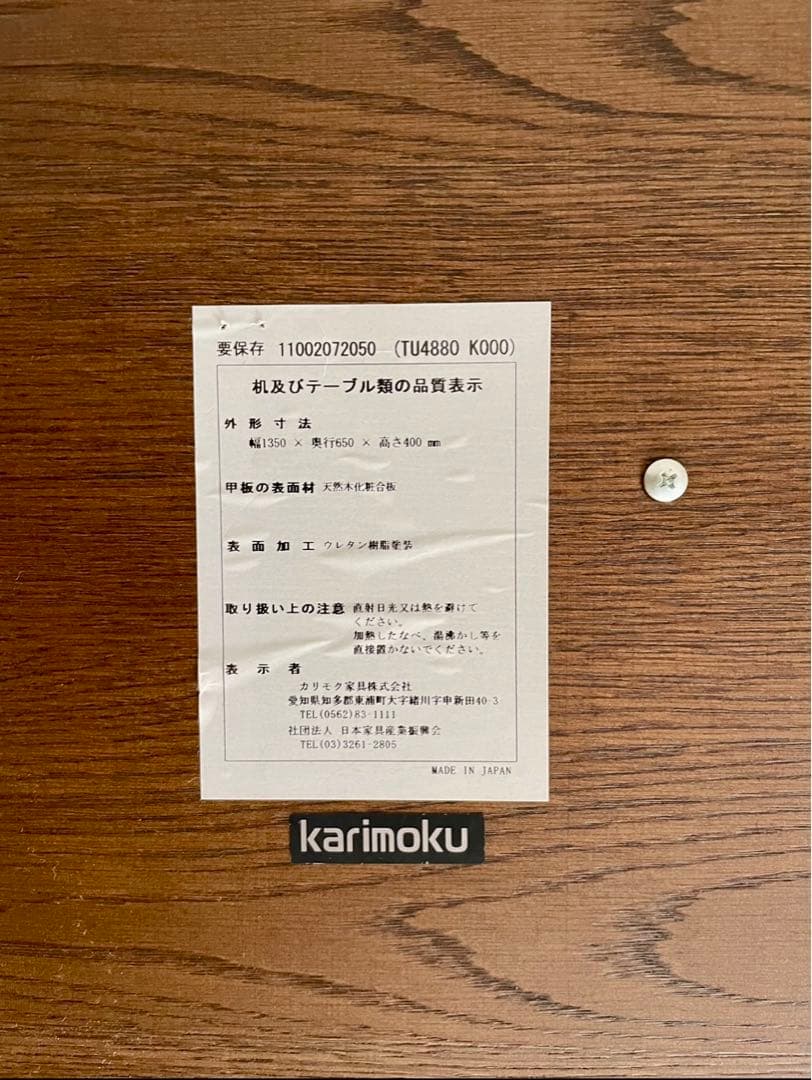 要保存 11002072050 (TU4880 K000)
机及びテーブル類の品質表示
外形寸法
幅1350 × 奥行650 × 高さ400 mm
甲板の表面材 天然木化粧合板
表面加工 ウレタン樹脂塗装
取り扱い上の注意 直射日光又は熱を避けて
ください。
加熱したなべ、湯沸かし等を
直接置かないでください。
表示者
カリモク家具株式会社
愛知県知多郡東浦町大字緒川字申新田40-3
TEL(0562)83-1111
社団法人 日本家具産業振興会
TEL(03)3261-2805
MADE IN JAPAN
karimoku